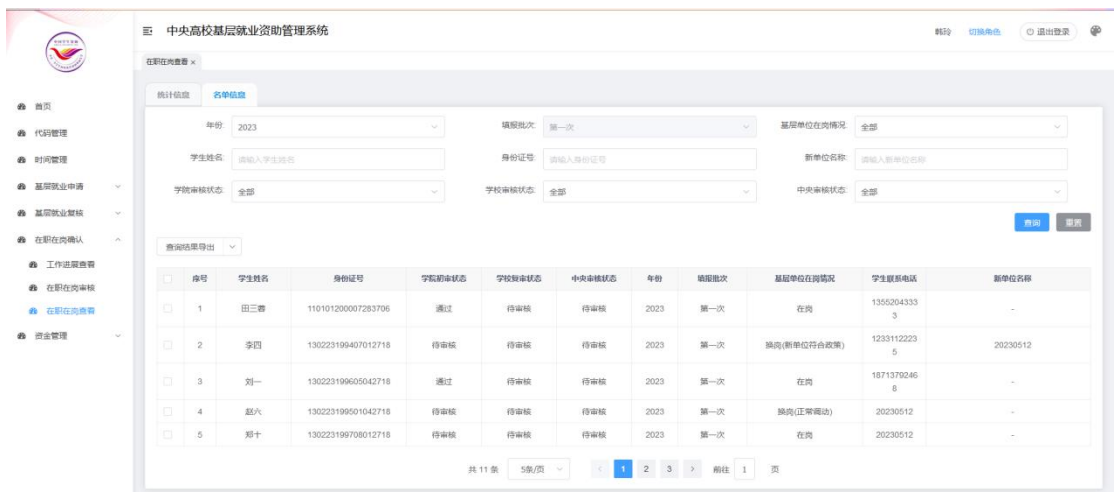 中央高校基层就业资助管理系统
韩玲 切换角色 退出登录
在职在岗查看 ×
首页
代码管理
时间管理
基层就业申请
基层就业复核
在职在岗确认
工作进展查看
在职在岗审核
在职在岗查看
资金管理
统计信息 名单信息
年份: 2023 填报批次: 第一次 基层单位在岗情况: 全部
学生姓名: 请输入学生姓名 身份证号: 请输入身份证号 新单位名称: 请输入新单位名称
学院审核状态: 全部 学校审核状态: 全部 中央审核状态: 全部
查询 重置
查询结果导出
序号 学生姓名 身份证号 学院初审状态 学校复审状态 中央审核状态 年份 填报批次 基层单位在岗情况 学生联系电话 新单位名称
1 田三蓉 110101200007283706 通过 待审核 待审核 2023 第一次 在岗 1355204333
3 -
2 李四 130223199407012718 待审核 待审核 待审核 2023 第一次 换岗(新单位符合政策) 1233112223
5 20230512
3 刘一 130223199605042718 通过 待审核 待审核 2023 第一次 在岗 1871379246
8 -
4 赵六 130223199501042718 待审核 待审核 待审核 2023 第一次 换岗(正常调动) 20230512 -
5 郑十 130223199708012718 待审核 待审核 待审核 2023 第一次 在岗 20230512 -
共 11 条 5条/页 < 1 2 3 > 前往 1 页